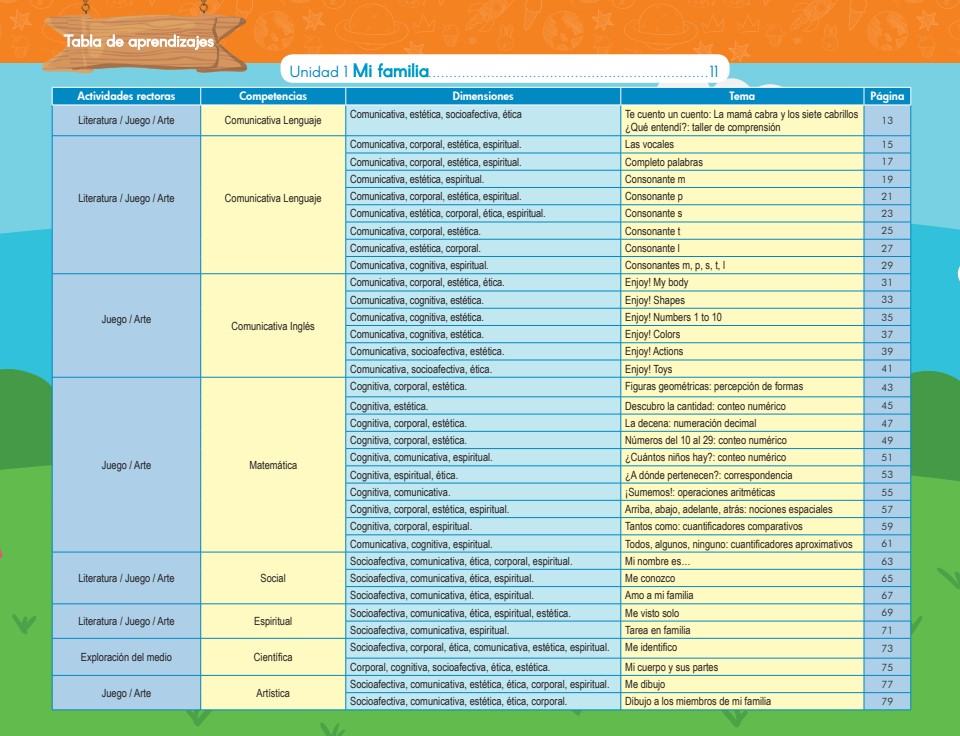 Tabla de aprendizajes
Unidad 1 Mi familia.....................................................................11
Actividades rectoras Competencias Dimensiones Tema Página
Literatura / Juego / Arte Comunicativa Lenguaje Comunicativa, estética, socioafectiva, ética Te cuento un cuento: La mamá cabra y los siete cabrillos 13
¿Qué entendí?: taller de comprensión
Literatura / Juego / Arte Comunicativa Lenguaje
Comunicativa, corporal, estética, espiritual. Las vocales 15
Comunicativa, corporal, estética, espiritual. Completo palabras 17
Comunicativa, estética, espiritual. Consonante m 19
Comunicativa, corporal, estética, espiritual. Consonante p 21
Comunicativa, estética, corporal, ética, espiritual. Consonante s 23
Comunicativa, corporal, estética. Consonante t 25
Comunicativa, estética, corporal. Consonante l 27
Comunicativa, cognitiva, espiritual. Consonantes m, p, s, t, l 29
Juego / Arte Comunicativa Inglés
Comunicativa, corporal, estética, ética. Enjoy! My body 31
Comunicativa, cognitiva, estética. Enjoy! Shapes 33
Comunicativa, cognitiva, estética. Enjoy! Numbers 1 to 10 35
Comunicativa, cognitiva, estética. Enjoy! Colors 37
Comunicativa, socioafectiva, estética. Enjoy! Actions 39
Comunicativa, socioafectiva, ética. Enjoy! Toys 41
Juego / Arte Matemática
Cognitiva, corporal, estética. Figuras geométricas: percepción de formas 43
Cognitiva, estética. Descubro la cantidad: conteo numérico 45
Cognitiva, corporal, estética. La decena: numeración decimal 47
Cognitiva, corporal, estética. Números del 10 al 29: conteo numérico 49
Cognitiva, comunicativa, espiritual. ¿Cuántos niños hay?: conteo numérico 51
Cognitiva, espiritual, ética. ¿A dónde pertenecen?: correspondencia 53
Cognitiva, comunicativa. ¡Sumemos!: operaciones aritméticas 55
Cognitiva, corporal, estética, espiritual. Arriba, abajo, adelante, atrás: nociones espaciales 57
Cognitiva, corporal, espiritual. Tantos como: cuantificadores comparativos 59
Comunicativa, cognitiva, espiritual. Todos, algunos, ninguno: cuantificadores aproximativos 61
Literatura / Juego / Arte Social
Socioafectiva, comunicativa, ética, corporal, espiritual. Mi nombre es… 63
Socioafectiva, comunicativa, ética, espiritual. Me conozco 65
Socioafectiva, comunicativa, ética, espiritual. Amo a mi familia 67
Literatura / Juego / Arte Espiritual
Socioafectiva, comunicativa, ética, espiritual, estética. Me visto solo 69
Socioafectiva, comunicativa, espiritual. Tarea en familia 71
Exploración del medio Científica
Socioafectiva, corporal, ética, comunicativa, estética, espiritual. Me identifico 73
Corporal, cognitiva, socioafectiva, ética, estética. Mi cuerpo y sus partes 75
Juego / Arte Artística
Socioafectiva, comunicativa, estética, ética, corporal, espiritual. Me dibujo 77
Socioafectiva, comunicativa, estética, ética, corporal. Dibujo a los miembros de mi familia 79